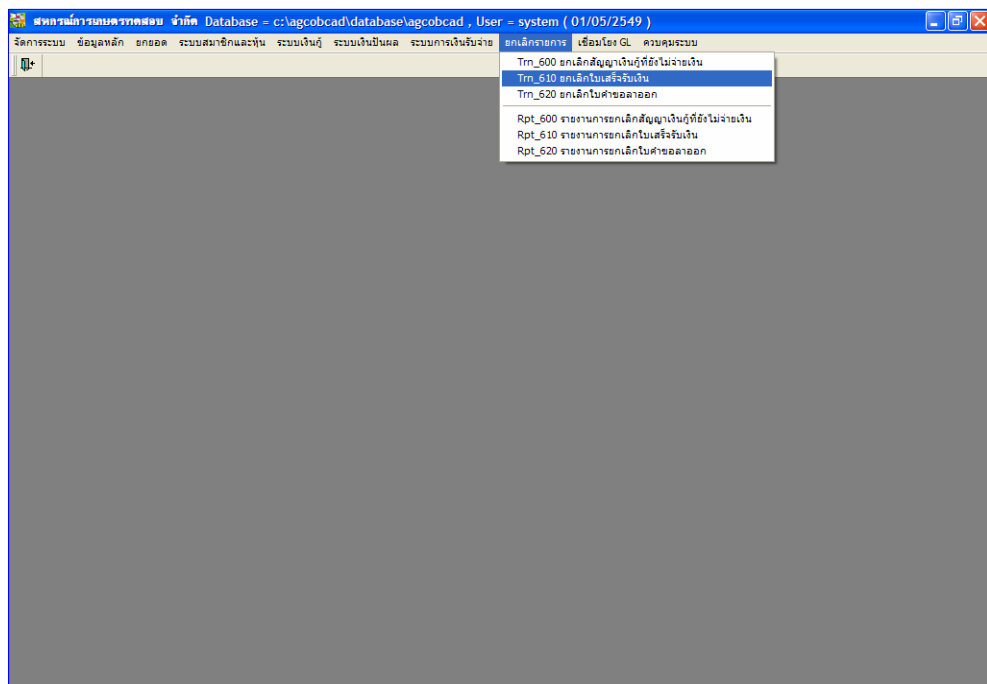 สหกรณ์การเกษตรทดสอบ จำกัด Database = c:\agcobcad\database\agcobcad , User = system ( 01/05/2549 )
จัดการระบบ ข้อมูลหลัก ยกยอด ระบบสมาชิกและหุ้น ระบบเงินกู้ ระบบเงินปันผล ระบบการเงินรับจ่าย ยกเลิกรายการ เชื่อมโยง GL ควบคุมระบบ
Trn_600 ยกเลิกสัญญาเงินกู้ที่ยังไม่จ่ายเงิน
Trn_610 ยกเลิกใบเสร็จรับเงิน
Trn_620 ยกเลิกใบคำขอลาออก
Rpt_600 รายงานการยกเลิกสัญญาเงินกู้ที่ยังไม่จ่ายเงิน
Rpt_610 รายงานการยกเลิกใบเสร็จรับเงิน
Rpt_620 รายงานการยกเลิกใบคำขอลาออก